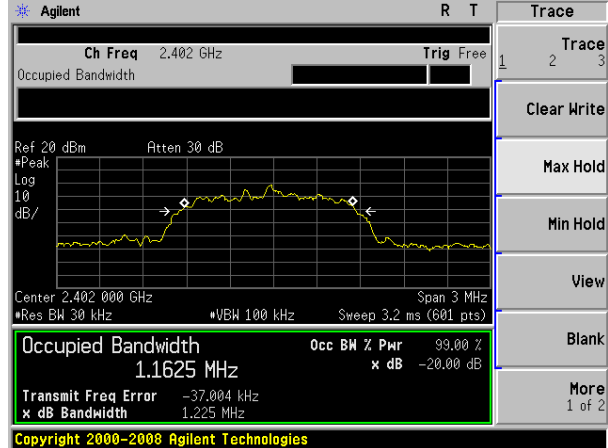 Agilent R T Trace
Ch Freq 2.402 GHz Trig Free
Occupied Bandwidth
Trace
1 2 3
Clear Write
Max Hold
Min Hold
View
Blank
More
1 of 2
Ref 20 dBm Atten 30 dB
#Peak
Log
10
dB/
Center 2.402 000 GHz Span 3 MHz
#Res BW 30 kHz #VBW 100 kHz Sweep 3.2 ms (601 pts)
Occupied Bandwidth Occ BW % Pwr 99.00 %
1.1625 MHz x dB -20.00 dB
Transmit Freq Error -37.004 kHz
x dB Bandwidth 1.225 MHz
Copyright 2000-2008 Agilent Technologies